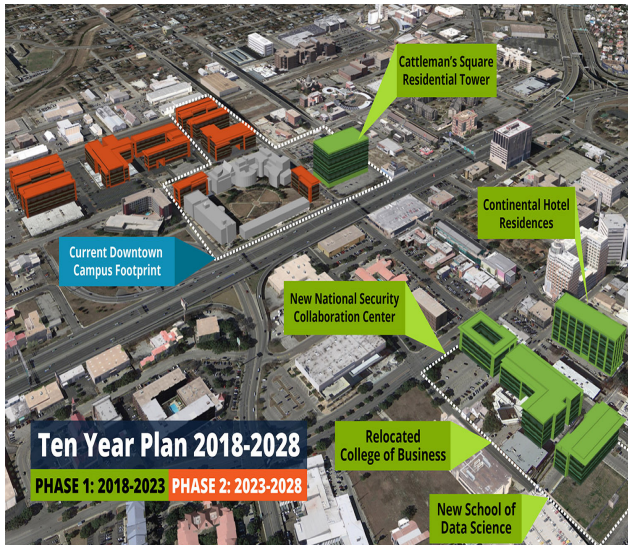 Cattleman's Square
Residential Tower
Continental Hotel
Residences
Current Downtown
Campus Footprint
New National Security
Collaboration Center
Relocated
College of Business
Ten Year Plan 2018-2028
PHASE 1: 2018-2023 PHASE 2: 2023-2028
New School of
Data Science